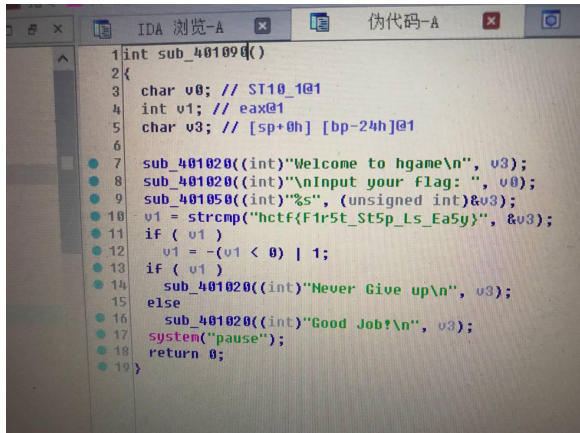 IDA 浏览-A
伪代码-A
1 int sub_401090()
2 {
3 char v0; // ST10_1@1
4 int v1; // eax@1
5 char v3; // [sp+0h] [bp-24h]@1
6
7 sub_401020((int)"Welcome to hgame\n", v3);
8 sub_401020((int)"\nInput your flag: ", v0);
9 sub_401050((int)"%s", (unsigned int)&v3);
10 v1 = strcmp("hctf{F1r5t_St5p_Ls_Ea5y}", &v3);
11 if ( v1 )
12 v1 = -(v1 < 0) | 1;
13 if ( v1 )
14 sub_401020((int)"Never Give up\n", v3);
15 else
16 sub_401020((int)"Good Job!\n", v3);
17 system("pause");
18 return 0;
19 }